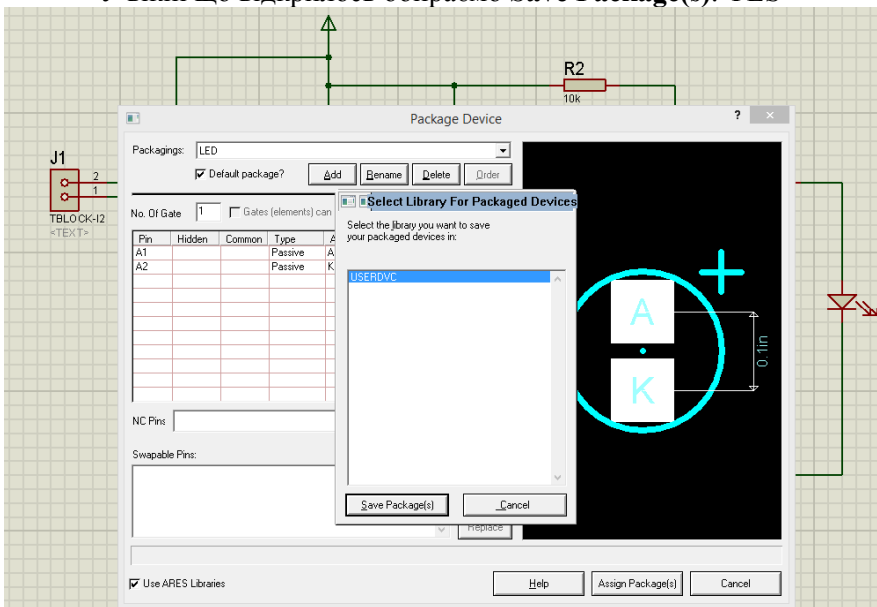 Save Package(s). YES
R2
10k
Package Device
?
Packagings:
LED
Default package?
Add
Rename
Delete
Order
J1
2
1
TBLOCK-I2
<TEXT>
No. Of Gate
1
Gates (elements) can
Pin
Hidden
Common
Type
A
A1
Passive
A
A2
Passive
K
Select Library For Packaged Devices
Select the library you want to save
your packaged devices in:
USERDVC
Save Package(s)
Cancel
A
K
0.1in
NC Pins
Swapable Pins:
Replace
Use ARES Libraries
Help
Assign Package(s)
Cancel